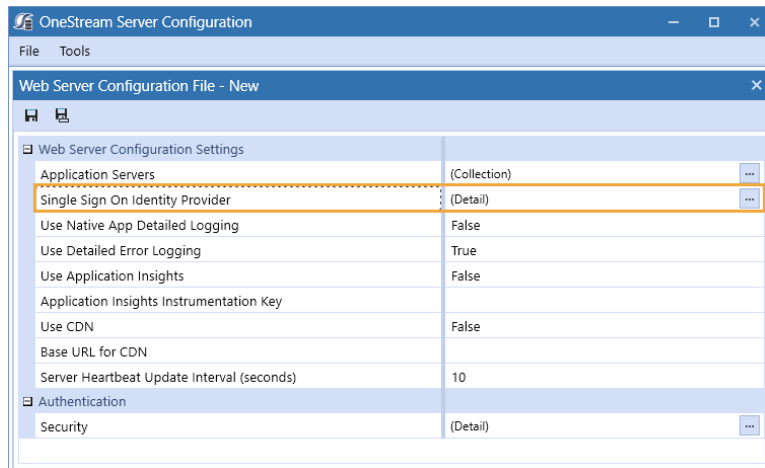 OneStream Server Configuration
File Tools
Web Server Configuration File - New
Web Server Configuration Settings
Application Servers (Collection) ...
Single Sign On Identity Provider (Detail) ...
Use Native App Detailed Logging False
Use Detailed Error Logging True
Use Application Insights False
Application Insights Instrumentation Key
Use CDN False
Base URL for CDN
Server Heartbeat Update Interval (seconds) 10
Authentication
Security (Detail) ...